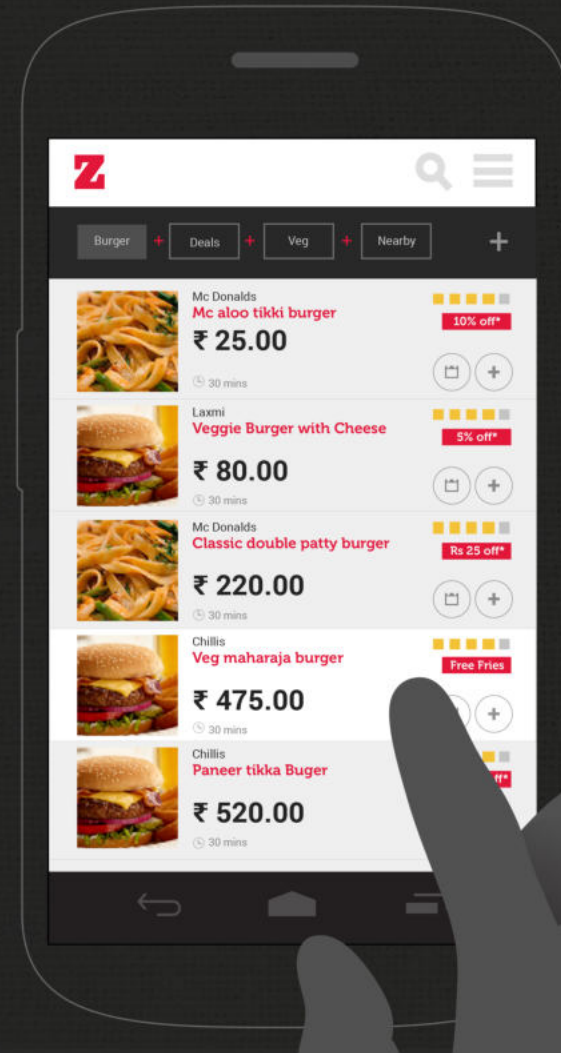 Z
Burger + Deals + Veg + Nearby +
Mc Donalds
Mc aloo tikki burger
10% off*
₹ 25.00
30 mins
Laxmi
Veggie Burger with Cheese
5% off*
₹ 80.00
30 mins
Mc Donalds
Classic double patty burger
Rs 25 off*
₹ 220.00
30 mins
Chillis
Veg maharaja burger
Free Fries
₹ 475.00
30 mins
Chillis
Paneer tikka Buger
₹ 520.00
30 mins